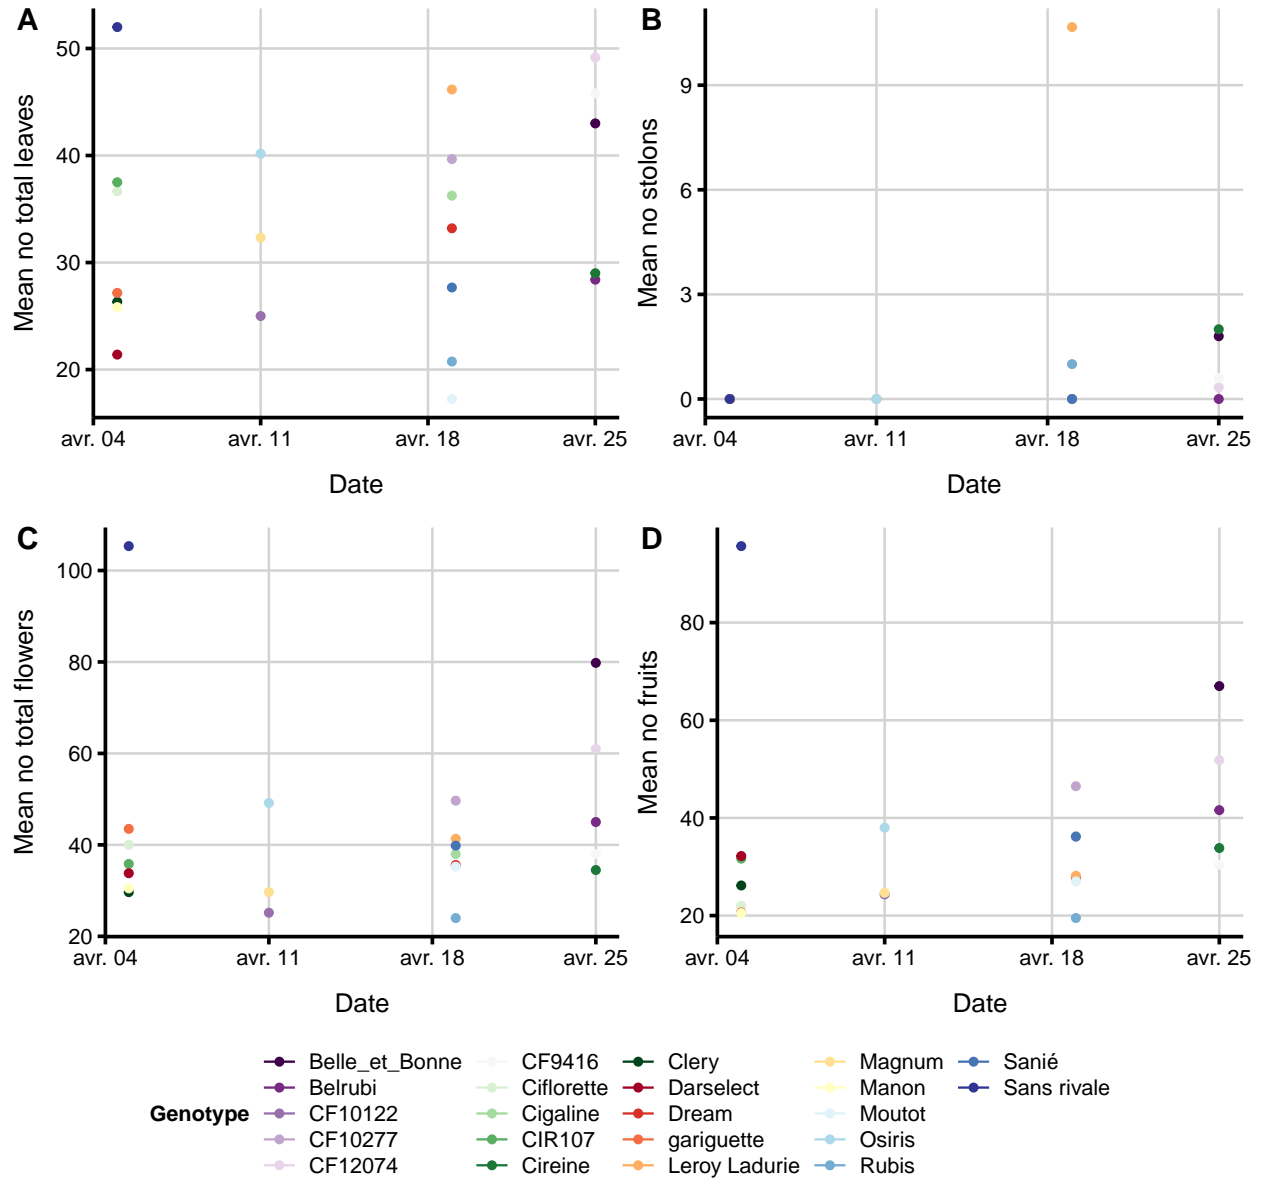 A
Mean no total leaves
50
40
30
20
avr. 04 avr. 11 avr. 18 avr. 25
Date
B
Mean no stolons
9
6
3
0
avr. 04 avr. 11 avr. 18 avr. 25
Date
C
Mean no total flowers
100
80
60
40
20
avr. 04 avr. 11 avr. 18 avr. 25
Date
D
Mean no fruits
80
60
40
20
avr. 04 avr. 11 avr. 18 avr. 25
Date
Genotype
Belle_et_Bonne
Belrubi
CF10122
CF10277
CF12074
CF9416
Ciflorette
Cigaline
CIR107
Cireine
Clery
Darselect
Dream
gariguette
Leroy Ladurie
Magnum
Manon
Moutot
Osiris
Rubis
Sanié
Sans rivale